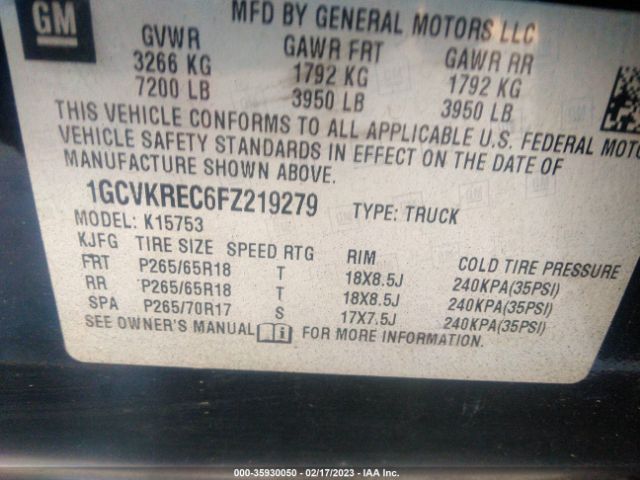 GM
MFD BY GENERAL MOTORS LLC
GVWR GAWR FRT GAWR RR
3266 KG 1792 KG 1792 KG
7200 LB 3950 LB 3950 LB
THIS VEHICLE CONFORMS TO ALL APPLICABLE U.S. FEDERAL MOTO
VEHICLE SAFETY STANDARDS IN EFFECT ON THE DATE OF
MANUFACTURE SHOWN ABOVE.
1GCVKREC6FZ219279 TYPE: TRUCK
MODEL: K15753
KJFG TIRE SIZE SPEED RTG RIM COLD TIRE PRESSURE
FRT P265/65R18 T 18X8.5J 240KPA(35PSI)
RR P265/65R18 T 18X8.5J 240KPA(35PSI)
SPA P265/70R17 S 17X7.5J 240KPA(35PSI)
SEE OWNER'S MANUAL FOR MORE INFORMATION.
000-35930050 - 02/17/2023 - IAA Inc.